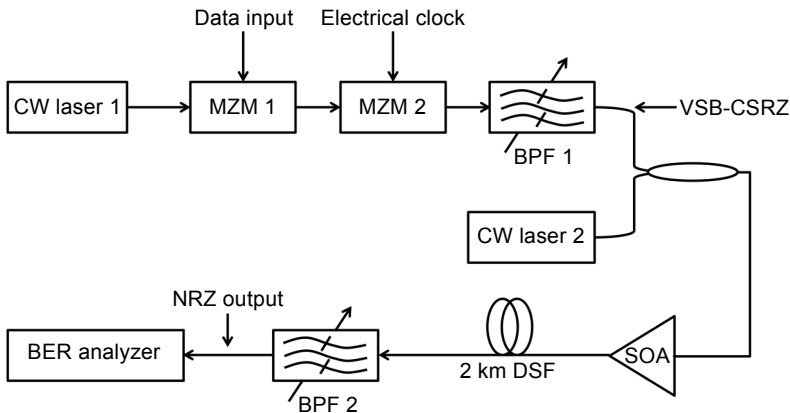 Data input
Electrical clock
CW laser 1
MZM 1
MZM 2
VSB-CSRZ
BPF 1
CW laser 2
NRZ output
BER analyzer
2 km DSF
SOA
BPF 2